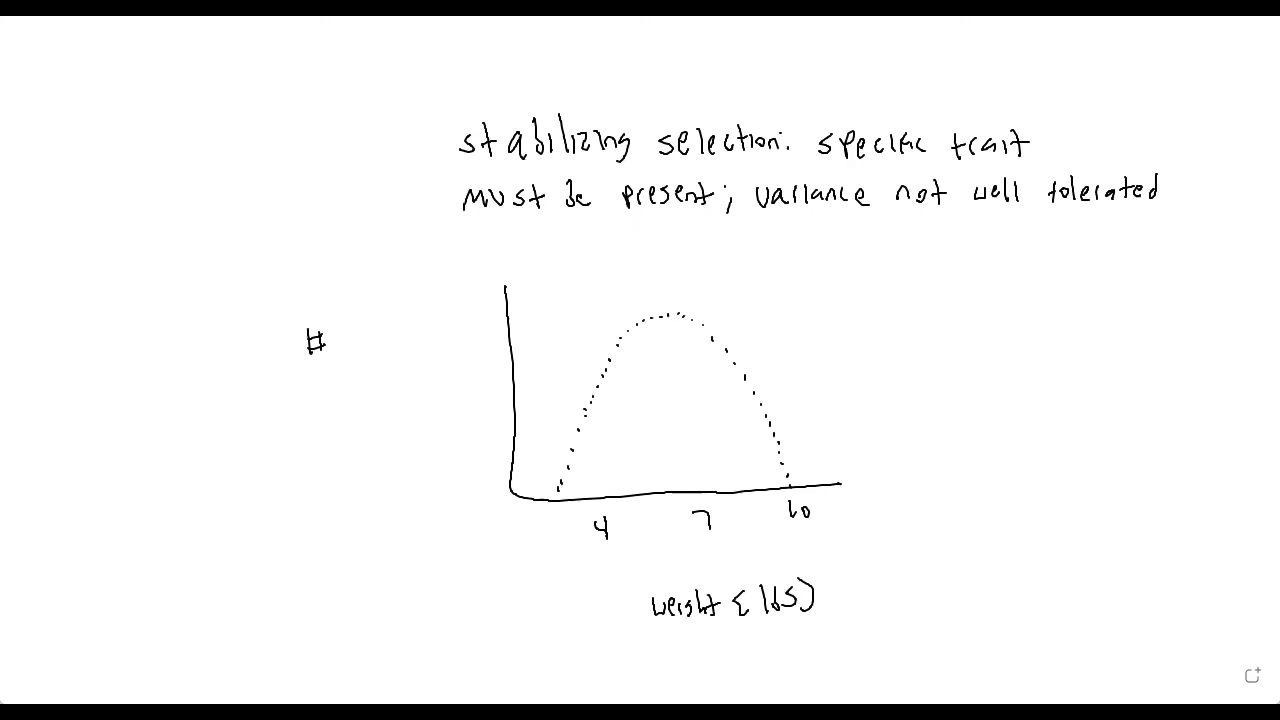 stabilizing selection: specific trait
must be present; variance not well tolerated
#
4 7 10
weight (lbs)